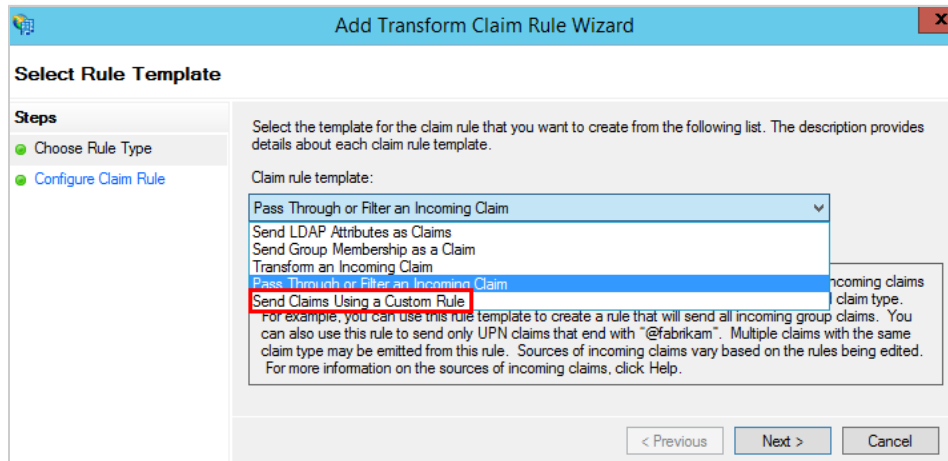 Add Transform Claim Rule Wizard
x
Select Rule Template
Steps
Choose Rule Type
Configure Claim Rule
Select the template for the claim rule that you want to create from the following list. The description provides
details about each claim rule template.
Claim rule template:
Pass Through or Filter an Incoming Claim
Send LDAP Attributes as Claims
Send Group Membership as a Claim
Transform an Incoming Claim
Pass Through or Filter an Incoming Claim
Send Claims Using a Custom Rule
incoming claims
claim type.
For example, you can use this rule template to create a rule that will send all incoming group claims. You
can also use this rule to send only UPN claims that end with "@fabrikam". Multiple claims with the same
claim type may be emitted from this rule. Sources of incoming claims vary based on the rules being edited.
For more information on the sources of incoming claims, click Help.
< Previous
Next >
Cancel